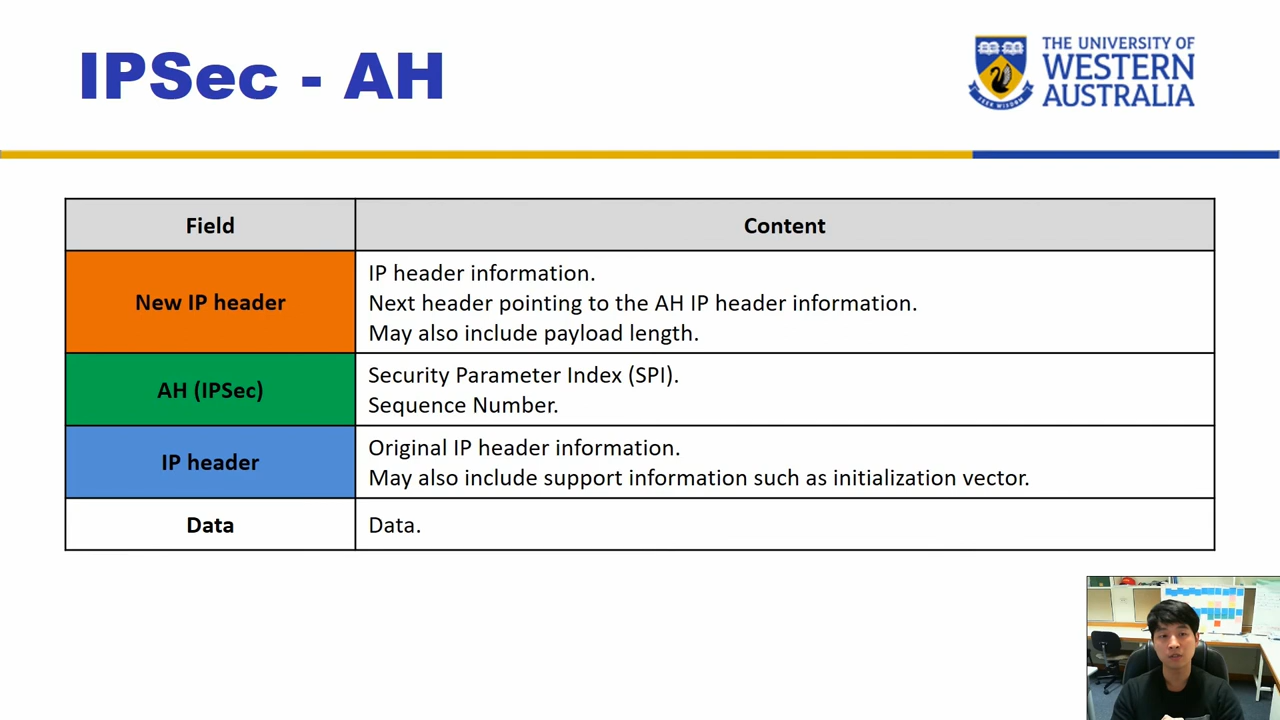 IPSec - AH
THE UNIVERSITY OF
WESTERN
AUSTRALIA
SEEK WISDOM
Field
Content
New IP header
IP header information.
Next header pointing to the AH IP header information.
May also include payload length.
AH (IPSec)
Security Parameter Index (SPI).
Sequence Number.
IP header
Original IP header information.
May also include support information such as initialization vector.
Data
Data.